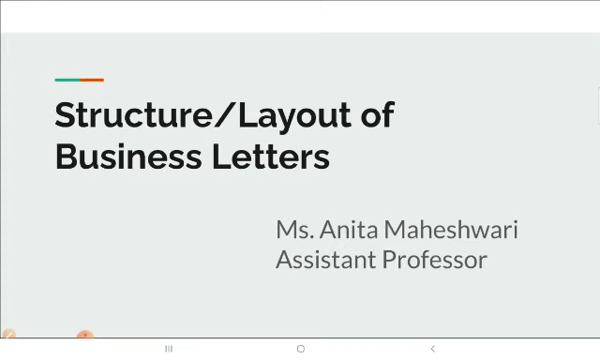 Structure/Layout of
Business Letters
Ms. Anita Maheshwari
Assistant Professor